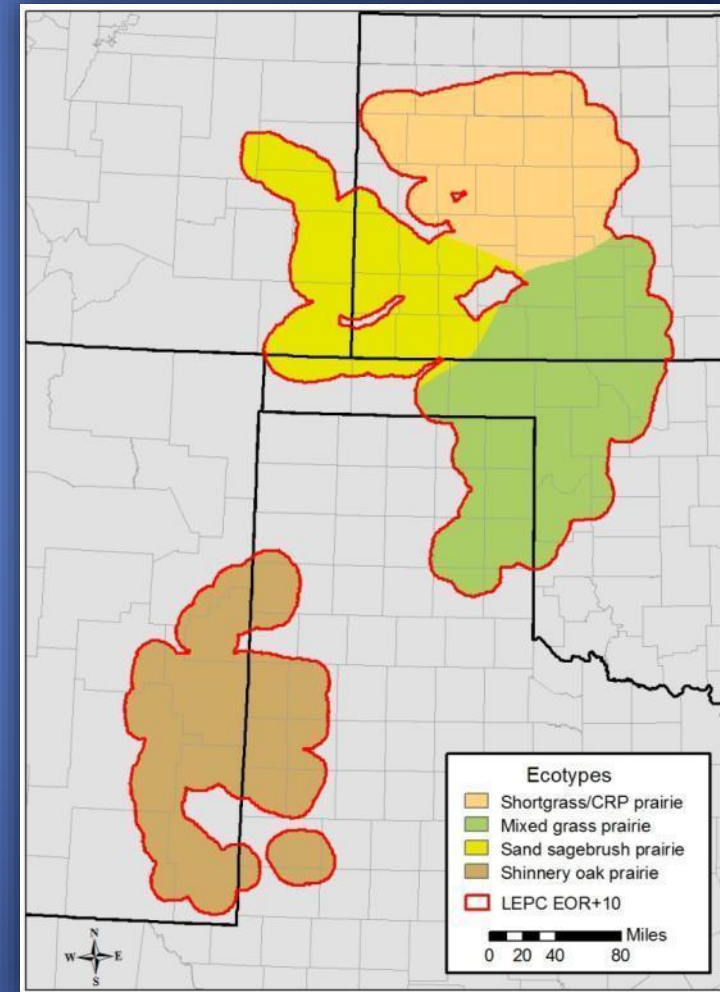 Ecotypes
Shortgrass/CRP prairie
Mixed grass prairie
Sand sagebrush prairie
Shinnery oak prairie
LEPC EOR+10
Miles
0 20 40 80
N
W E
S